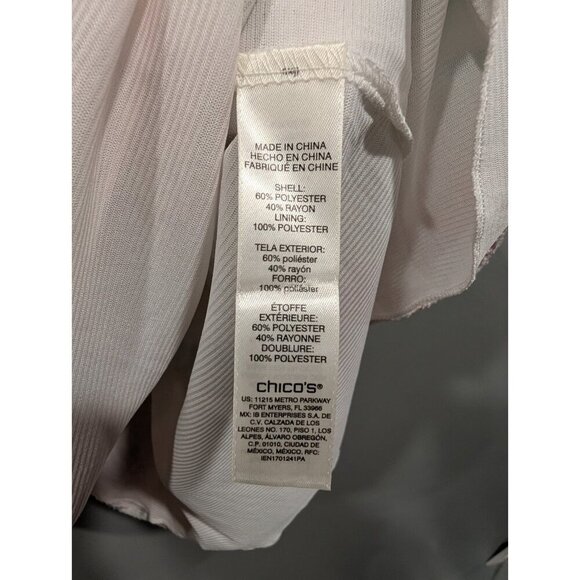 MADE IN CHINA
HECHO EN CHINA
FABRIQUÉ EN CHINE
SHELL:
60% POLYESTER
40% RAYON
LINING:
100% POLYESTER
TELA EXTERIOR:
60% poliéster
40% rayón
FORRO:
100% poliéster
ÉTOFFE
EXTÉRIEURE:
60% POLYESTER
40% RAYONNE
DOUBLURE:
100% POLYESTER
chico's®
US: 11215 METRO PARKWAY
FORT MYERS, FL 33966
MX: IB ENTERPRISES S.A. DE
C.V. CALZADA DE LOS
LEONES NO. 170, PISO 1, LOS
ALPES, ÁLVARO OBREGÓN,
C.P. 01010, CIUDAD DE
MÉXICO, MÉXICO, RFC:
IEN1701241PA